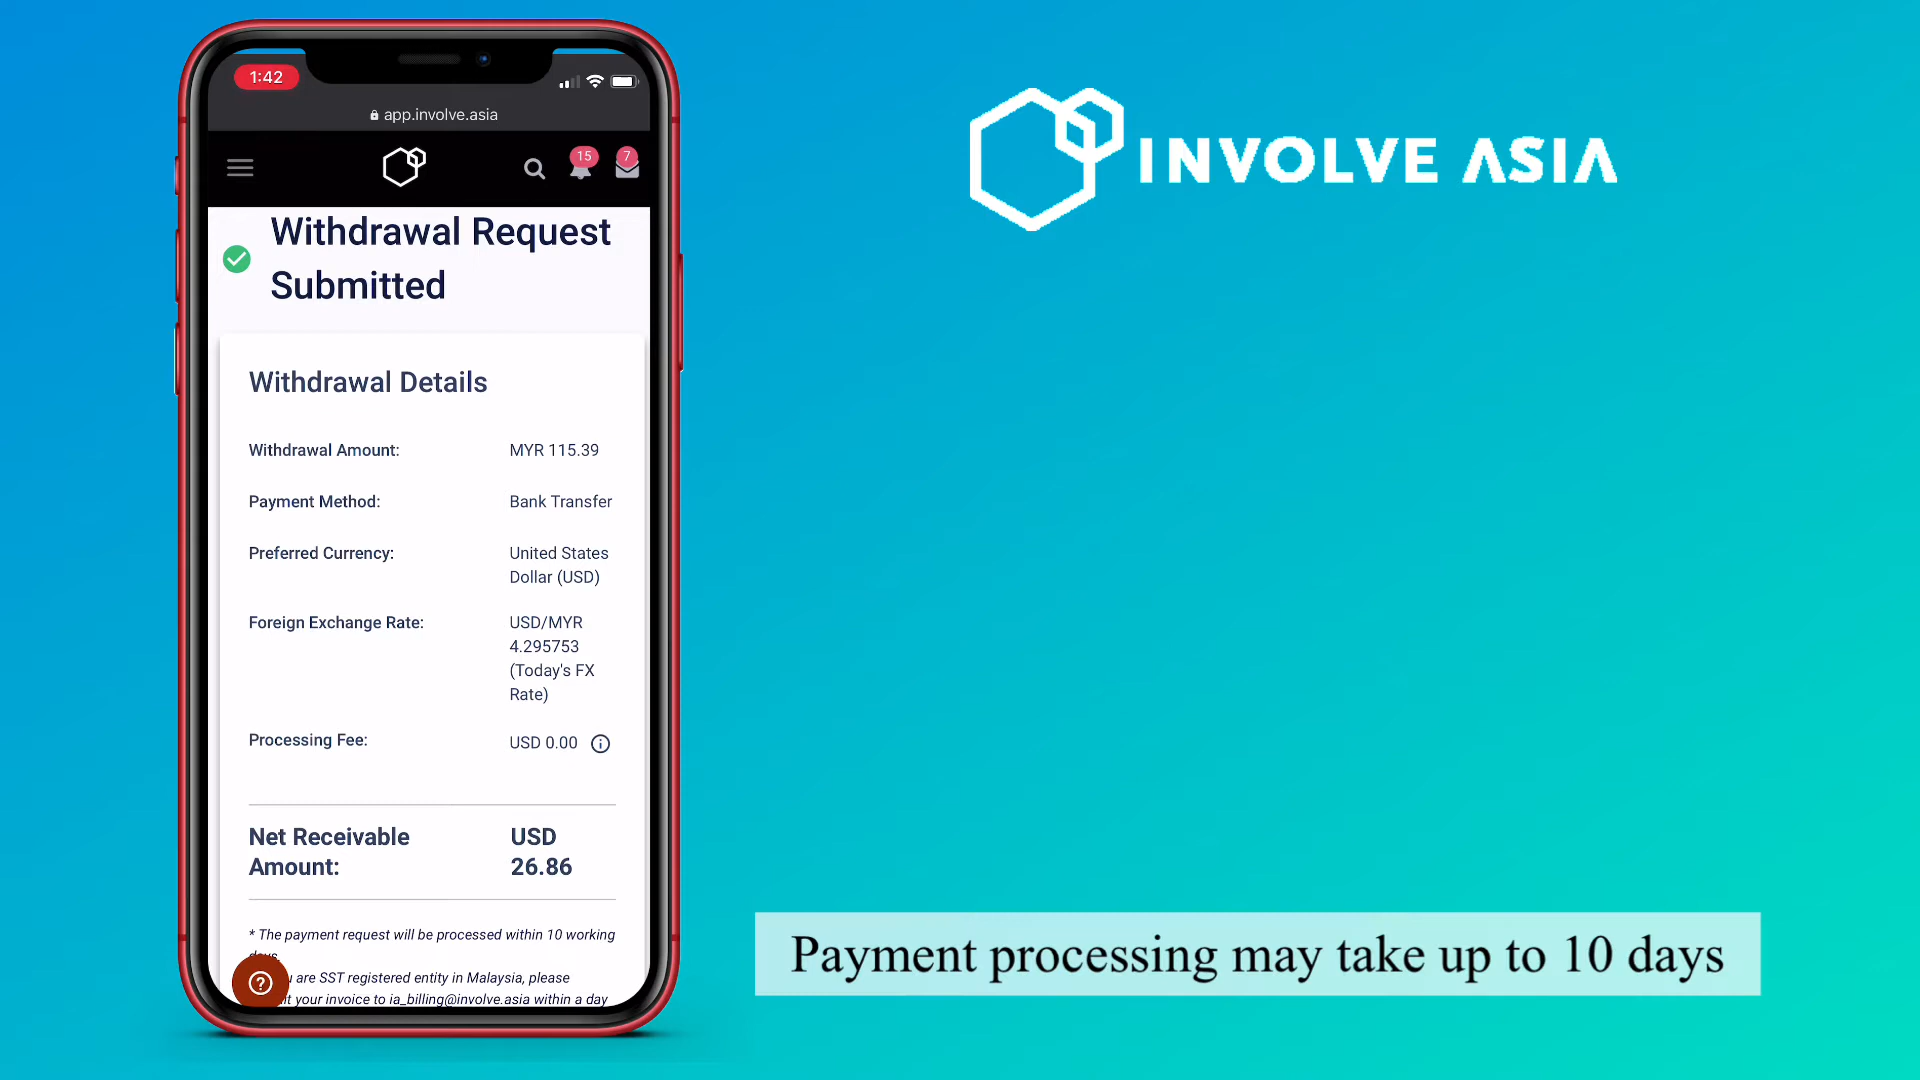 1:42
app.involve.asia
15
7
INVOLVE ASIA
Withdrawal Request
Submitted
Withdrawal Details
Withdrawal Amount: MYR 115.39
Payment Method: Bank Transfer
Preferred Currency: United States
Dollar (USD)
Foreign Exchange Rate: USD/MYR
4.295753
(Today's FX
Rate)
Processing Fee: USD 0.00
Net Receivable USD
Amount: 26.86
* The payment request will be processed within 10 working
days.
are SST registered entity in Malaysia, please
your invoice to ia_billing@involve.asia within a day
Payment processing may take up to 10 days